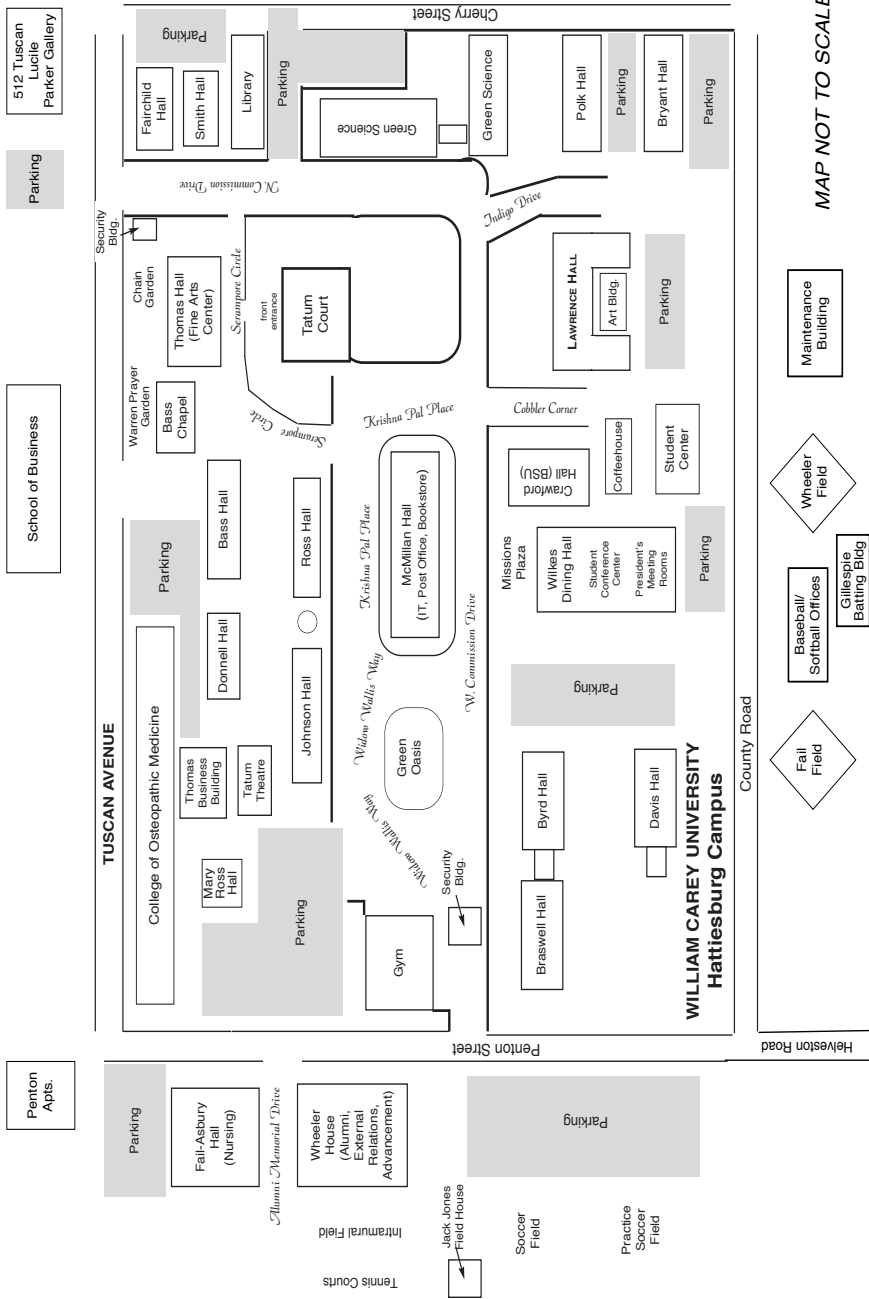 512 Tuscan
Lucile
Parker Gallery
Parking
School of Business
Penton
Apts.
TUSCAN AVENUE
Security
Bldg.
Chain
Garden
Warren Prayer
Garden
Thomas Hall
(Fine Arts
Center)
Bass
Chapel
Serampore Circle
Serampore Circle
front
entrance
Tatum
Court
N. Commission Drive
Fairchild
Hall
Smith Hall
Library
Parking
Parking
Cherry Street
Green Science
Green Science
Polk Hall
Parking
Bryant Hall
Parking
Indigo Drive
College of Osteopathic Medicine
Parking
Bass Hall
Donnell Hall
Thomas
Business
Building
Tatum
Theatre
Mary
Ross
Hall
Parking
Ross Hall
Johnson Hall
Krishna Pal Place
Krishna Pal Place
McMillan Hall
(IT, Post Office, Bookstore)
Widow Wallis Way
Widow Wallis Way
Green
Oasis
W. Commission Drive
Gym
Security
Bldg.
LAWRENCE HALL
Art Bldg.
Parking
Cobbler Corner
Crawford
Hall (BSU)
Coffeehouse
Student
Center
Missions
Plaza
Wilkes
Dining Hall
Student
Conference
Center
President's
Meeting
Rooms
Parking
Parking
Byrd Hall
Braswell Hall
Davis Hall
WILLIAM CAREY UNIVERSITY
Hattiesburg Campus
County Road
Penton Street
Helveston Road
Parking
Fail-Asbury
Hall
(Nursing)
Alumni Memorial Drive
Wheeler
House
(Alumni,
External
Relations,
Advancement)
Parking
Intramural Field
Tennis Courts
Jack Jones
Field House
Soccer
Field
Practice
Soccer
Field
Fail
Field
Baseball/
Softball Offices
Gillespie
Batting Bldg
Wheeler
Field
Maintenance
Building
MAP NOT TO SCALE